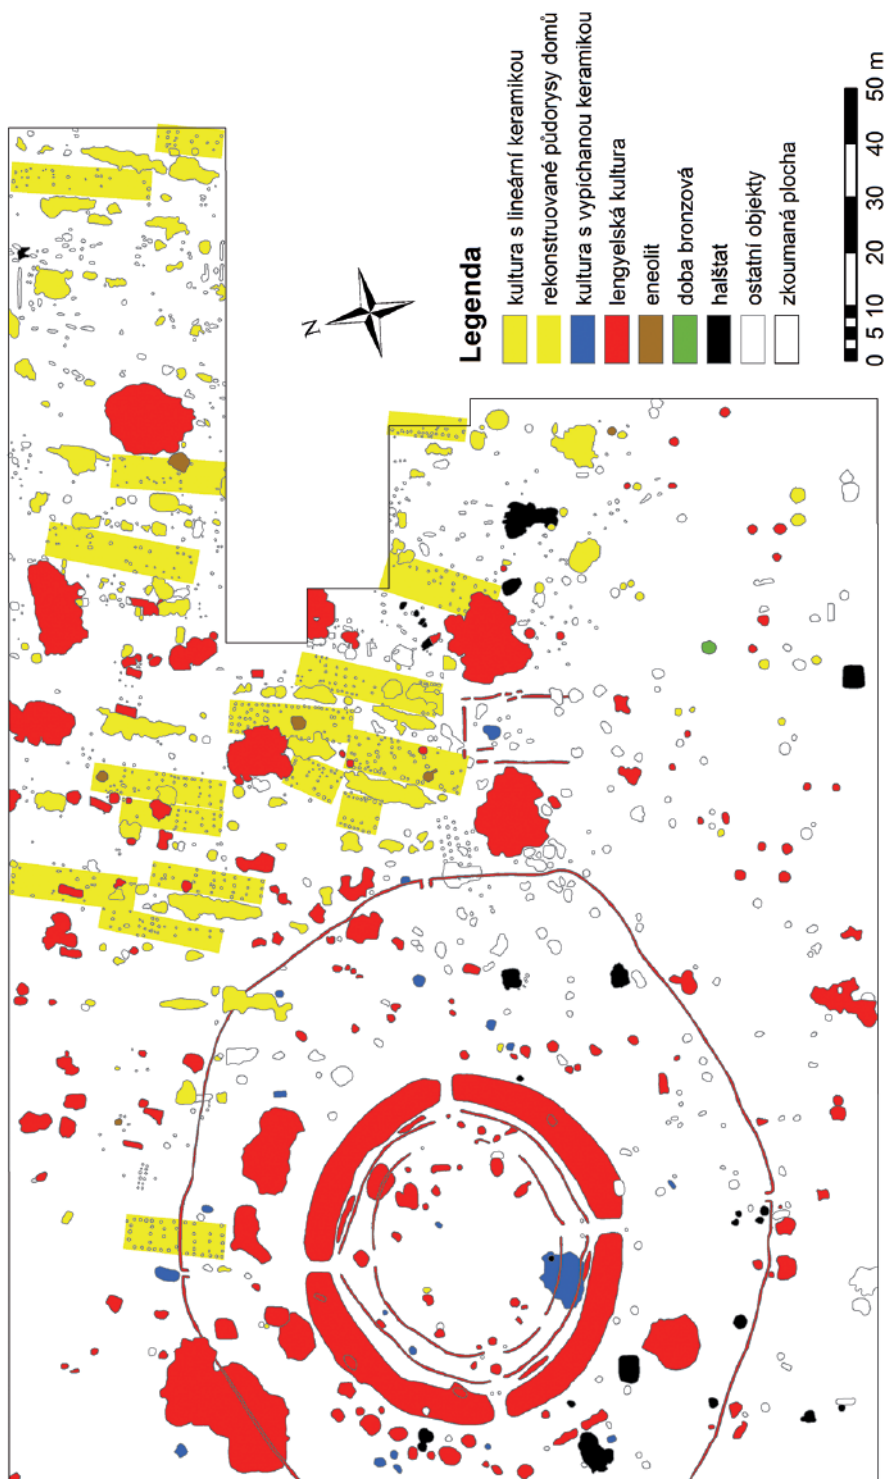 N
Legenda
kultura s lineární keramikou
rekonstruované půdorysy domů
kultura s vypíchanou keramikou
lengyelská kultura
eneolit
doba bronzová
halštat
ostatní objekty
zkoumaná plocha
0 5 10 20 30 40 50 m